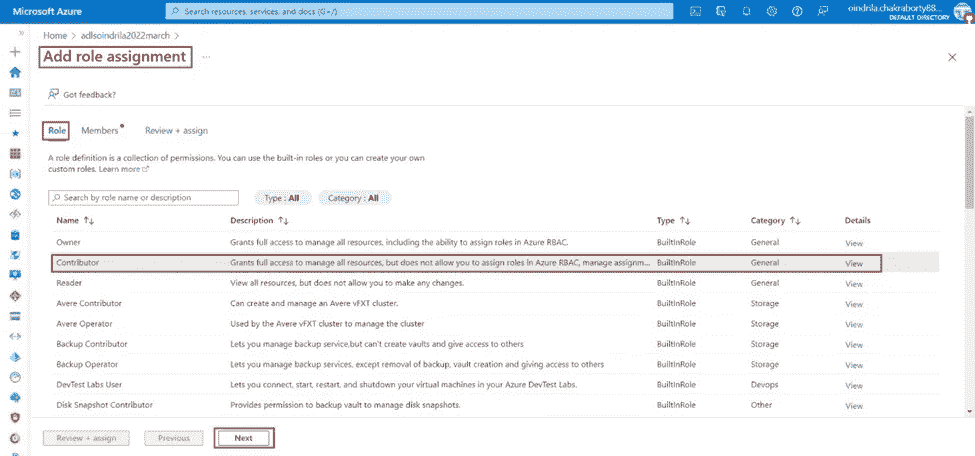 Microsoft Azure
Search resources, services, and docs (G+/)
oindrila.chakraborty88...
DEFAULT DIRECTORY
Home > adlsoindrila2022march >
Add role assignment ...
Got feedback?
Role Members Review + assign
A role definition is a collection of permissions. You can use the built-in roles or you can create your own
custom roles. Learn more
Search by role name or description Type : All Category : All
Name Description Type Category Details
Owner Grants full access to manage all resources, including the ability to assign roles in Azure RBAC. BuiltInRole General View
Contributor Grants full access to manage all resources, but does not allow you to assign roles in Azure RBAC, manage assignm... BuiltInRole General View
Reader View all resources, but does not allow you to make any changes. BuiltInRole General View
Avere Contributor Can create and manage an Avere vFXT cluster. BuiltInRole Storage View
Avere Operator Used by the Avere vFXT cluster to manage the cluster BuiltInRole Storage View
Backup Contributor Lets you manage backup service,but can't create vaults and give access to others BuiltInRole Storage View
Backup Operator Lets you manage backup services, except removal of backup, vault creation and giving access to others BuiltInRole Storage View
DevTest Labs User Lets you connect, start, restart, and shutdown your virtual machines in your Azure DevTest Labs. BuiltInRole Devops View
Disk Snapshot Contributor Provides permission to backup vault to manage disk snapshots. BuiltInRole Other View
Review + assign Previous Next